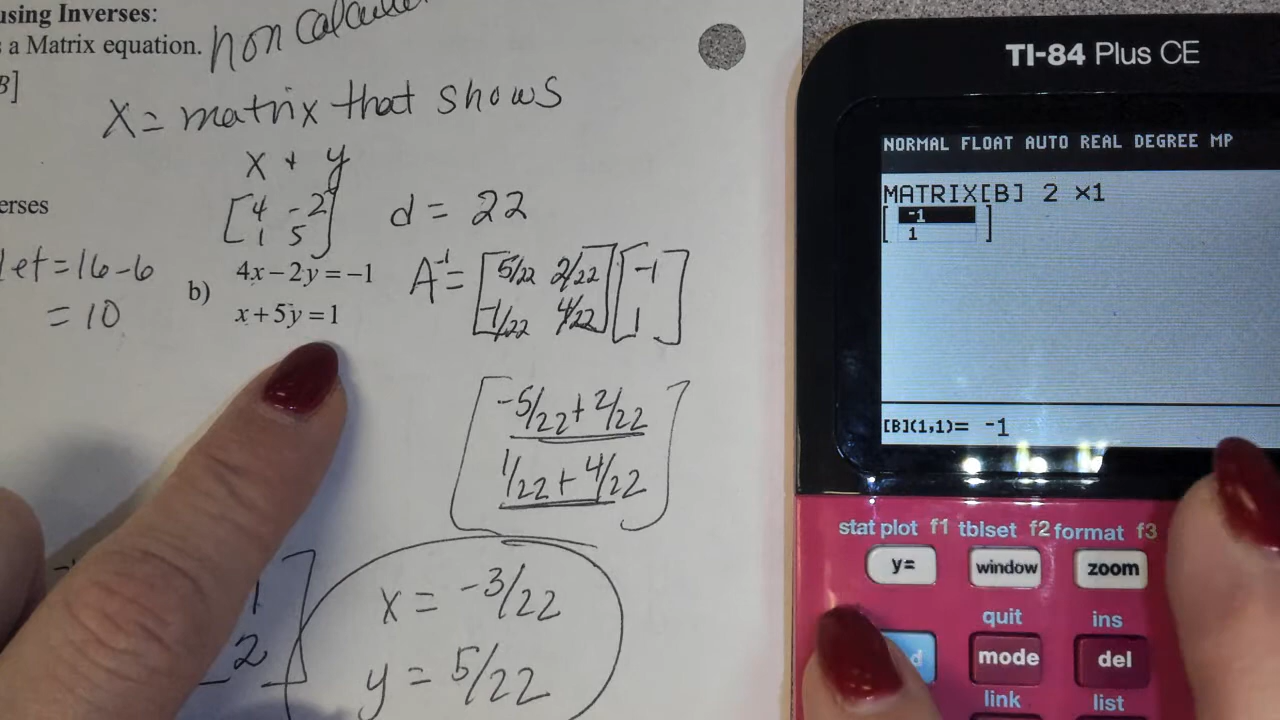 using Inverses:
a Matrix equation. non
B]
X = matrix that shows
x + y
[4 -2
1 5]
d = 22
erses
let = 16-6
= 10
b) 4x − 2y = −1
x + 5y = 1
A⁻¹ = [5/22 2/22
-1/22 4/22] [-1
1]
[-5/22 + 2/22
1/22 + 4/22]
1
2
x = -3/22
y = 5/22
TI-84 Plus CE
NORMAL FLOAT AUTO REAL DEGREE MP
MATRIX[B] 2 ×1
[ -1 ]
[ 1 ]
[B](1,1)= -1
stat plot f1 tblset f2 format f3
y= window zoom
quit ins
d mode del
link list